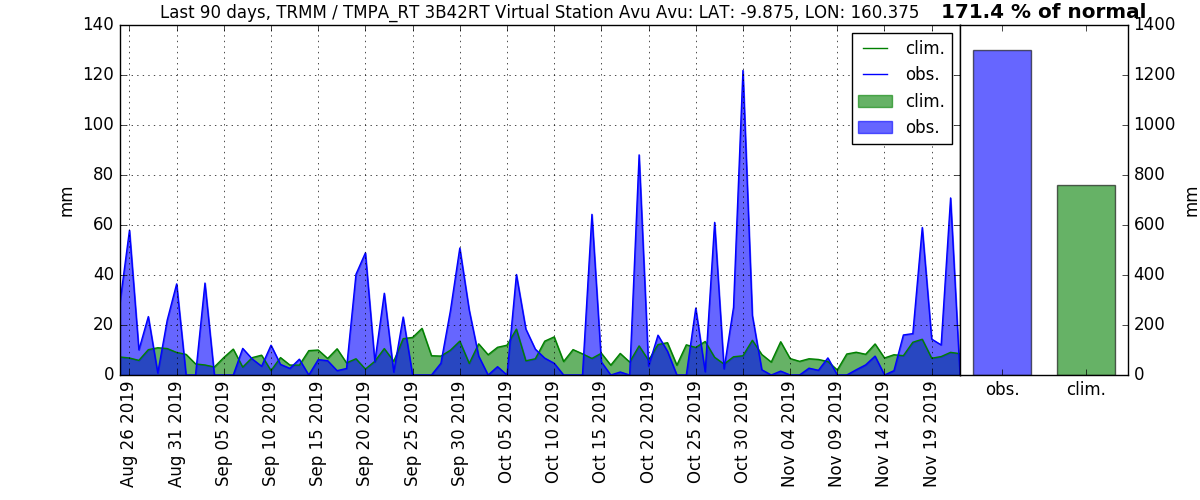 Last 90 days, TRMM / TMPA_RT 3B42RT Virtual Station Avu Avu: LAT: -9.875, LON: 160.375
171.4 % of normal
140
120
100
80
60
40
20
0
mm
clim.
obs.
clim.
obs.
1400
1200
1000
800
600
400
200
0
mm
obs.
clim.
Aug 26 2019
Aug 31 2019
Sep 05 2019
Sep 10 2019
Sep 15 2019
Sep 20 2019
Sep 25 2019
Sep 30 2019
Oct 05 2019
Oct 10 2019
Oct 15 2019
Oct 20 2019
Oct 25 2019
Oct 30 2019
Nov 04 2019
Nov 09 2019
Nov 14 2019
Nov 19 2019